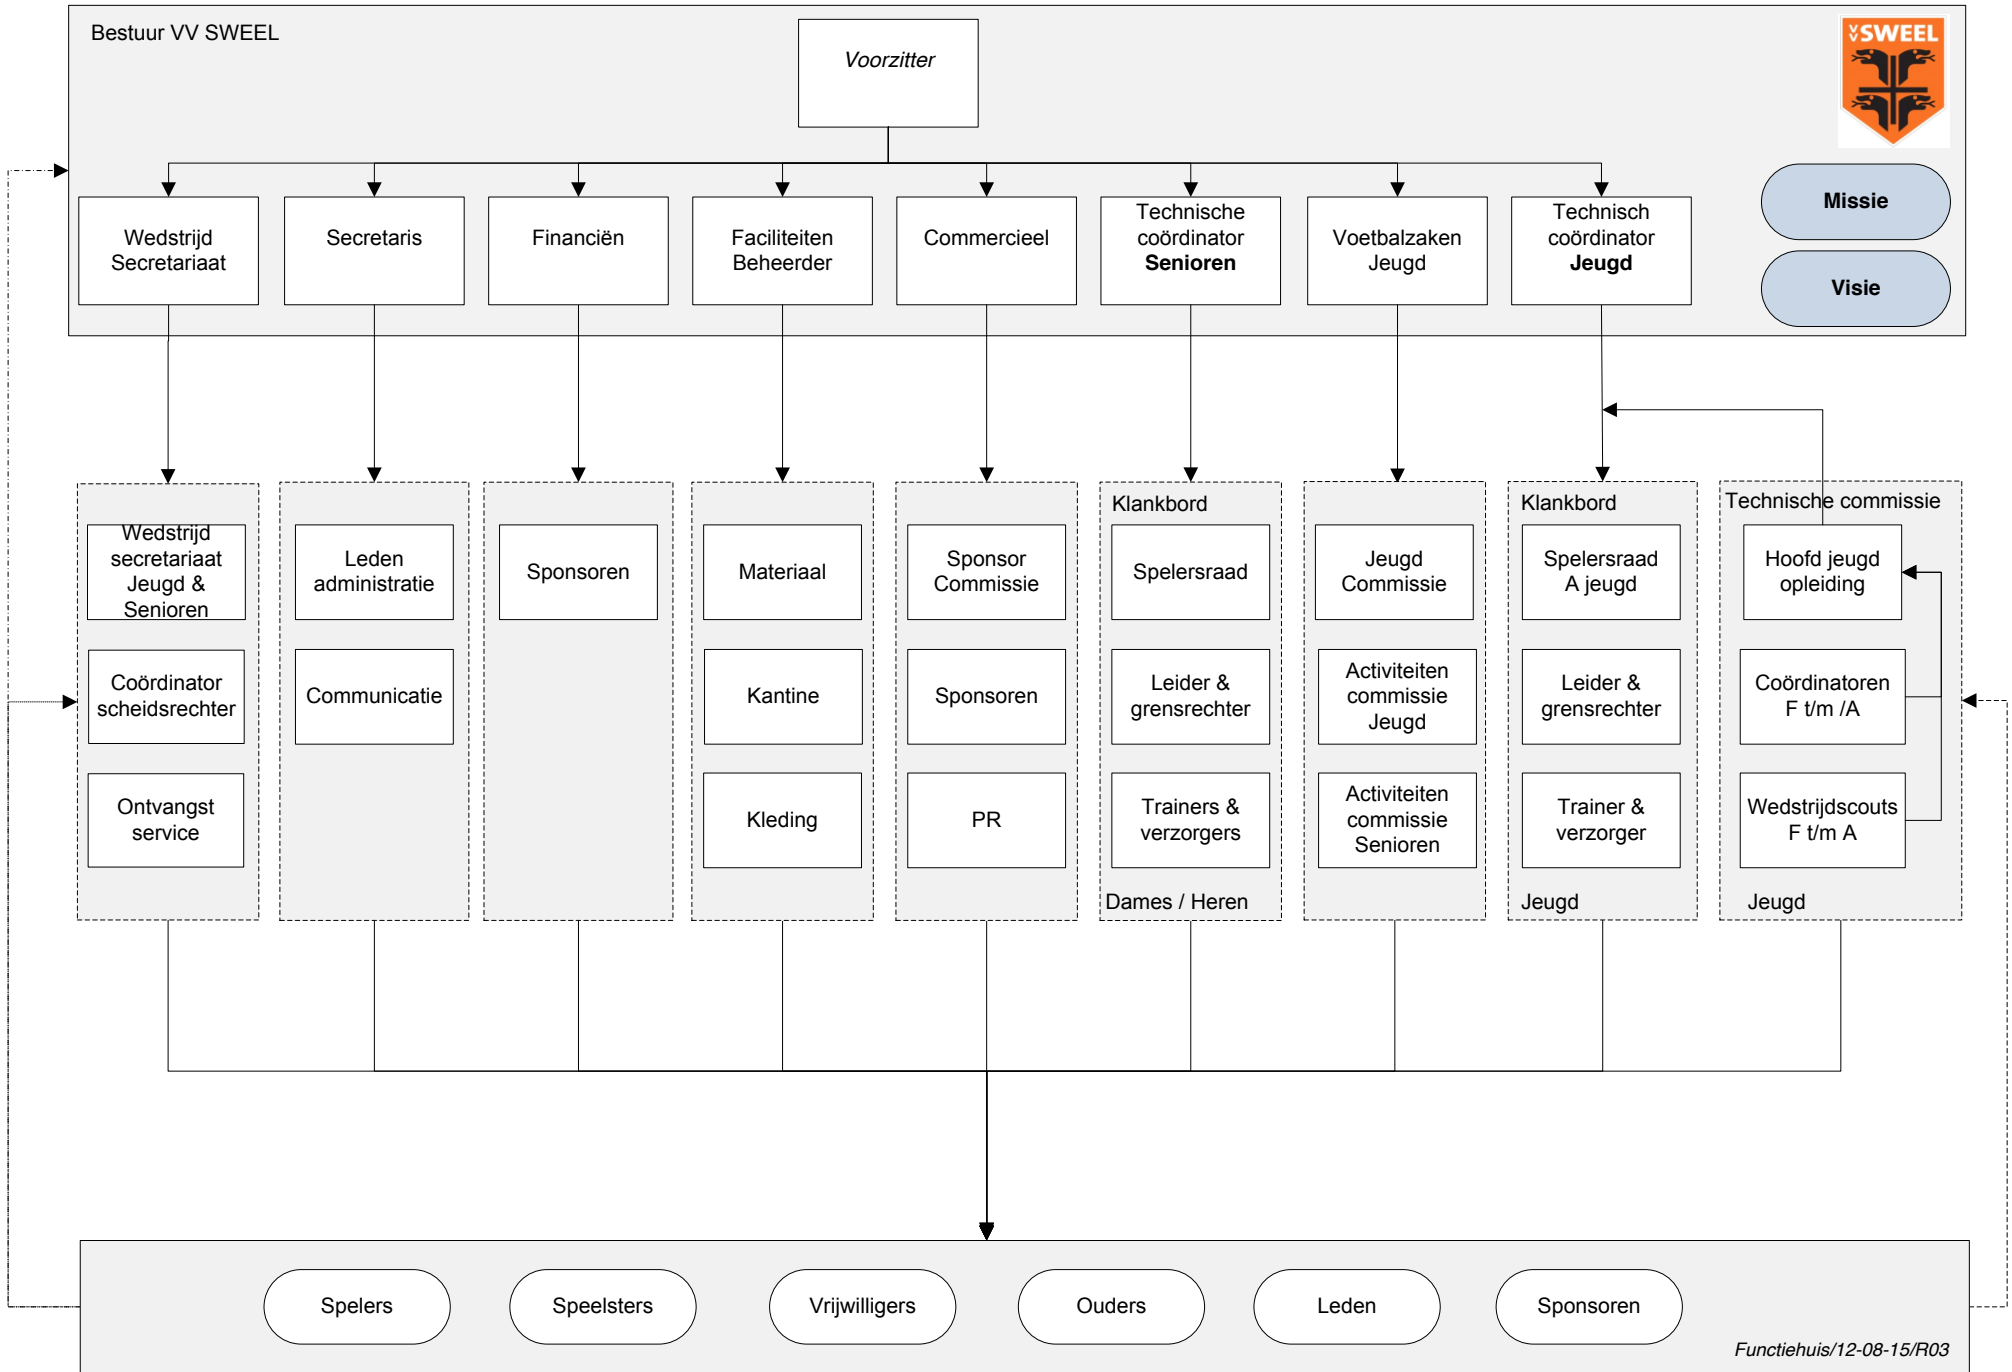 Bestuur VV SWEEL
Voorzitter
VV SWEEL
Missie
Visie
Wedstrijd
Secretariaat
Secretaris
Financiën
Faciliteiten
Beheerder
Commercieel
Technische
coördinator
Senioren
Voetbalzaken
Jeugd
Technisch
coördinator
Jeugd
Wedstrijd
secretariaat
Jeugd &
Senioren
Coördinator
scheidsrechter
Ontvangst
service
Leden
administratie
Communicatie
Sponsoren
Materiaal
Kantine
Kleding
Sponsor
Commissie
Sponsoren
PR
Klankbord
Spelersraad
Leider &
grensrechter
Trainers &
verzorgers
Dames / Heren
Jeugd
Commissie
Activiteiten
commissie
Jeugd
Activiteiten
commissie
Senioren
Klankbord
Spelersraad
A jeugd
Leider &
grensrechter
Trainer &
verzorger
Jeugd
Technische commissie
Hoofd jeugd
opleiding
Coördinatoren
F t/m /A
Wedstrijdscouts
F t/m A
Jeugd
Spelers
Speelsters
Vrijwilligers
Ouders
Leden
Sponsoren
Functiehuis/12-08-15/R03